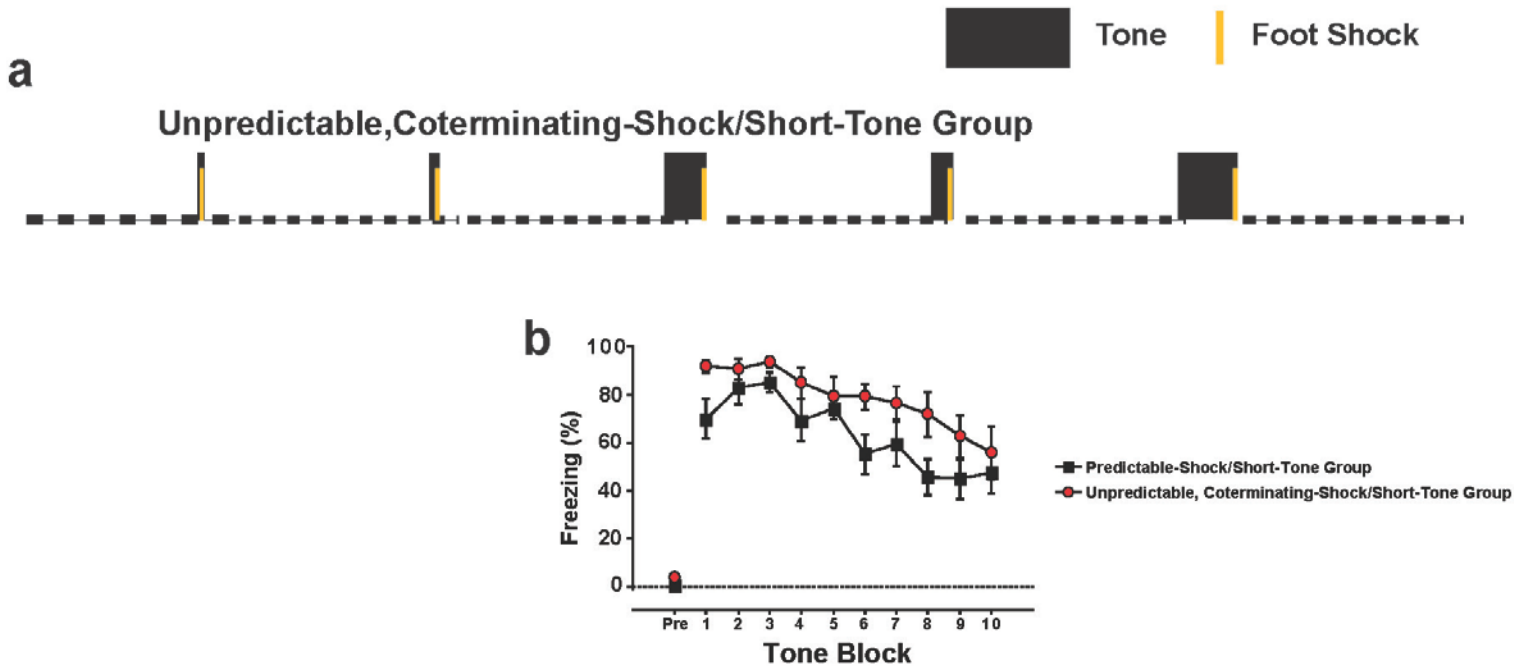 Tone Foot Shock
a
Unpredictable,Coterminating-Shock/Short-Tone Group
b
100
80
60
40
20
0
Freezing (%)
Pre 1 2 3 4 5 6 7 8 9 10
Tone Block
Predictable-Shock/Short-Tone Group
Unpredictable, Coterminating-Shock/Short-Tone Group